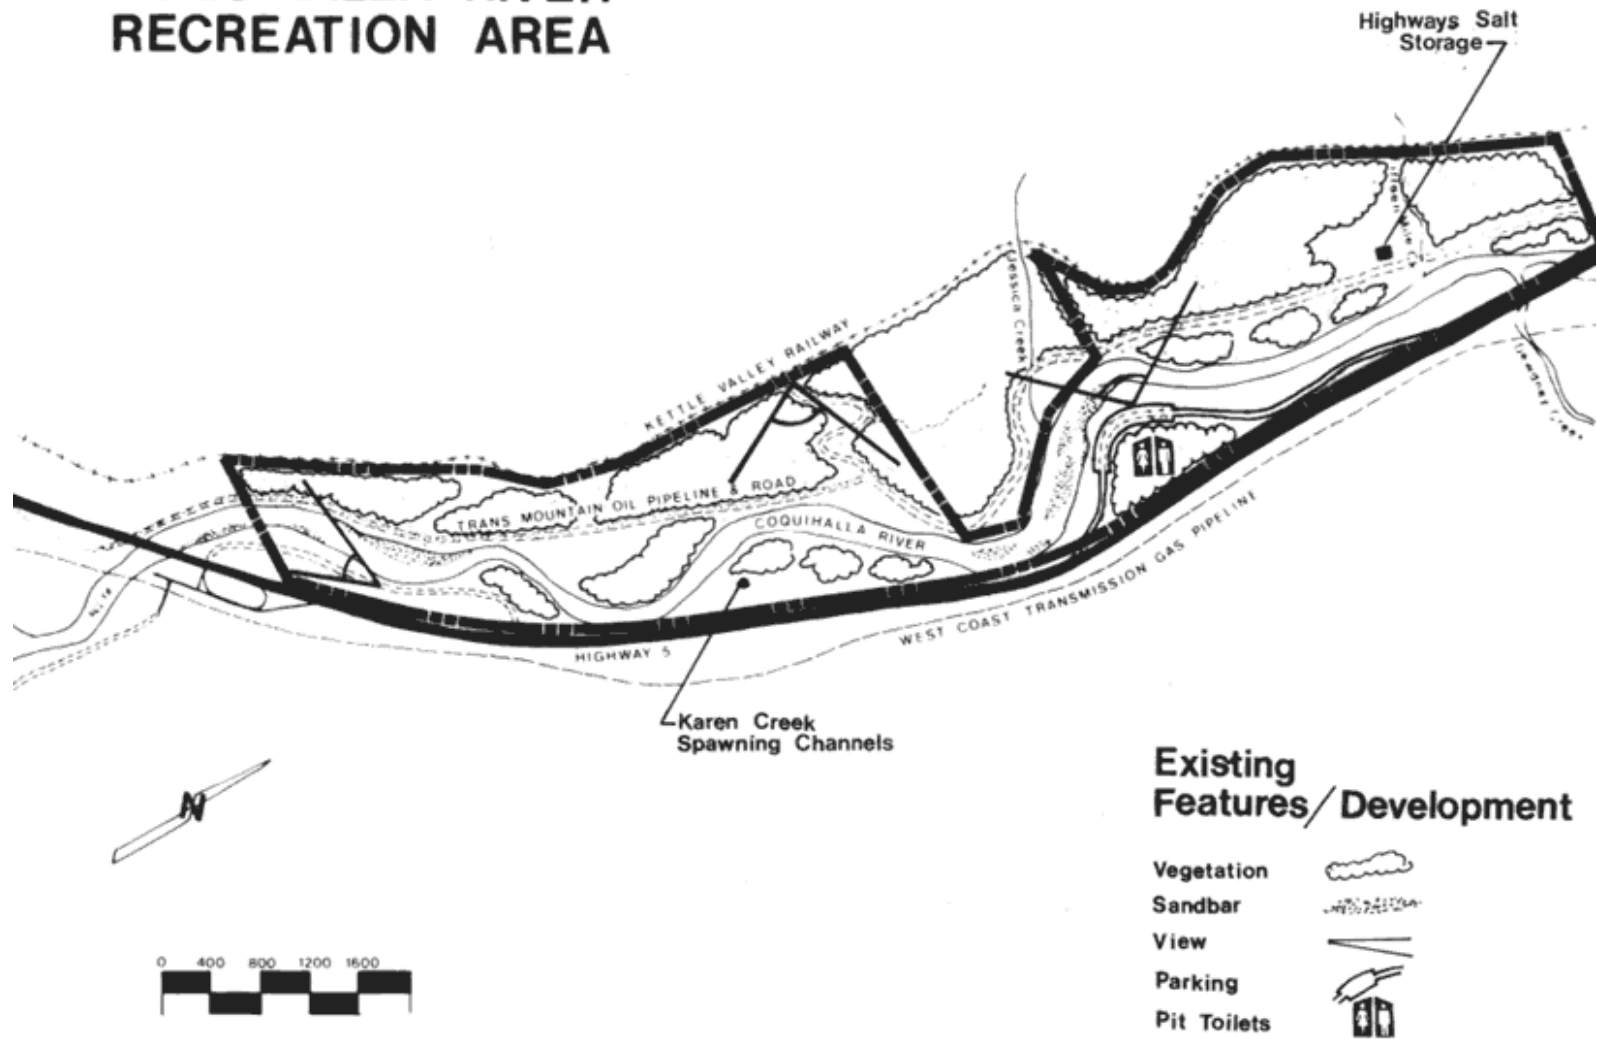 RECREATION AREA
Highways Salt
Storage
Jessica Creek
KETTLE VALLEY RAILWAY
TRANS MOUNTAIN OIL PIPELINE ROAD
COQUIHALLA RIVER
WEST COAST TRANSMISSION GAS PIPELINE
HIGHWAY 5
Karen Creek
Spawning Channels
N
Existing
Features/Development
Vegetation
Sandbar
View
Parking
Pit Toilets
0 400 800 1200 1600